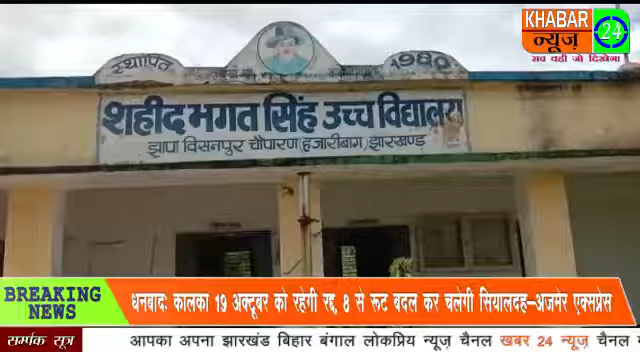 KHABAR
न्यूज़ 24
सच वही जो दिखेगा
स्थापित 1980
शहीद भगत सिंह उच्च विद्यालय
झापा विसनपुर चौपारण (हजारीबाग) झारखण्ड
BREAKING NEWS
धनबादः कालका 19 अक्टूबर को रहेगी रद्द, 8 से रूट बदल कर चलेगी सियालदह-अजमेर एक्सप्रेस
सर्म्पक सूत्र
आपका अपना झारखंड बिहार बंगाल लोकप्रिय न्यूज़ चैनल खबर 24 न्यूज़ चैनल